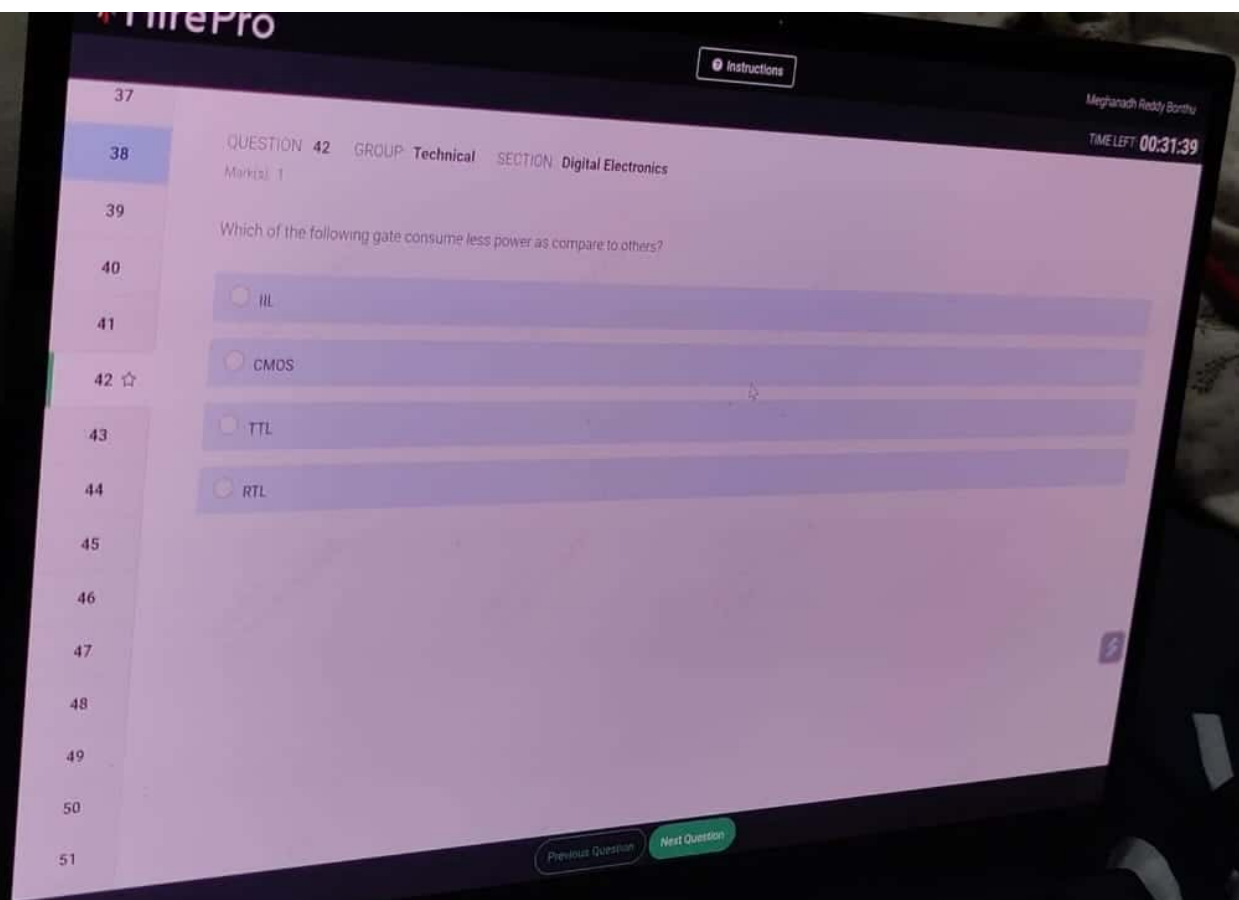 HirePro
Instructions
Meghanadh Reddy Bonthu
TIME LEFT 00:31:39
37
38
39
40
41
42 ☆
43
44
45
46
47
48
49
50
51
QUESTION 42 GROUP Technical SECTION Digital Electronics
Mark(s) 1
Which of the following gate consume less power as compare to others?
IIL
CMOS
TTL
RTL
Previous Question Next Question